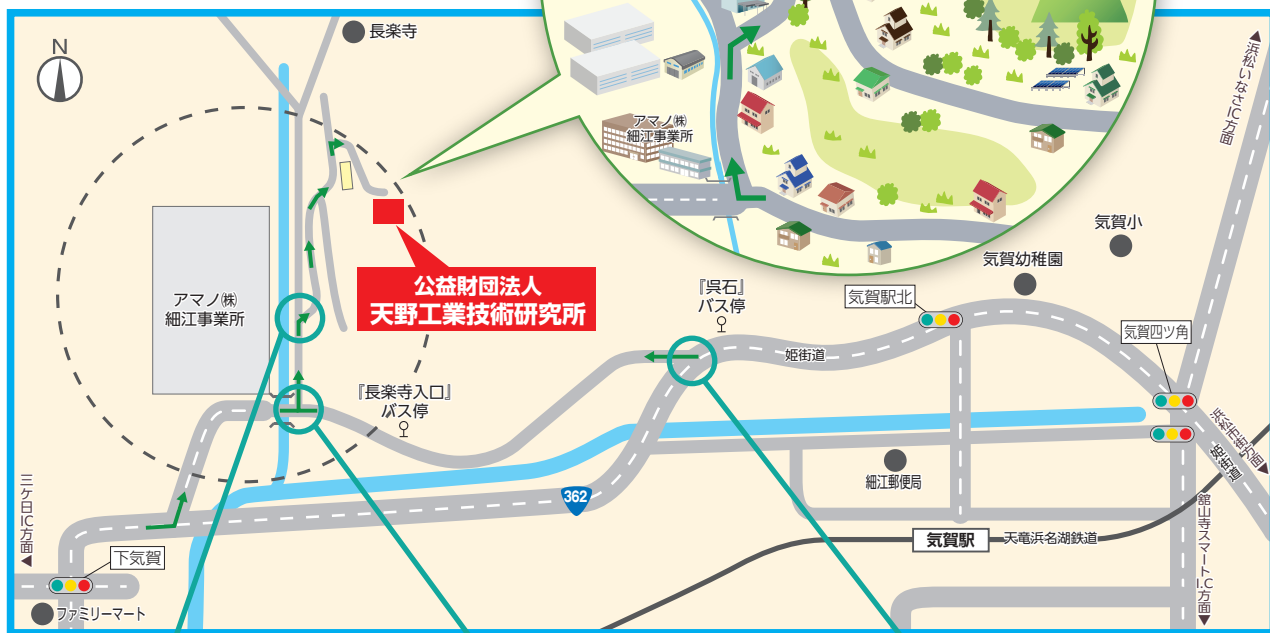 N
長楽寺
アマノ㈱
細江事業所
浜松いなさIC方面
アマノ㈱
細江事業所
公益財団法人
天野工業技術研究所
『呉石』
バス停
気賀小
気賀幼稚園
気賀駅北
気賀四ツ角
姫街道
『長楽寺入口』
バス停
浜松市街方面
姫街道
細江郵便局
362
三ケ日IC方面
下気賀
気賀駅
天竜浜名湖鉄道
舘山寺スマートI.C方面
ファミリーマート